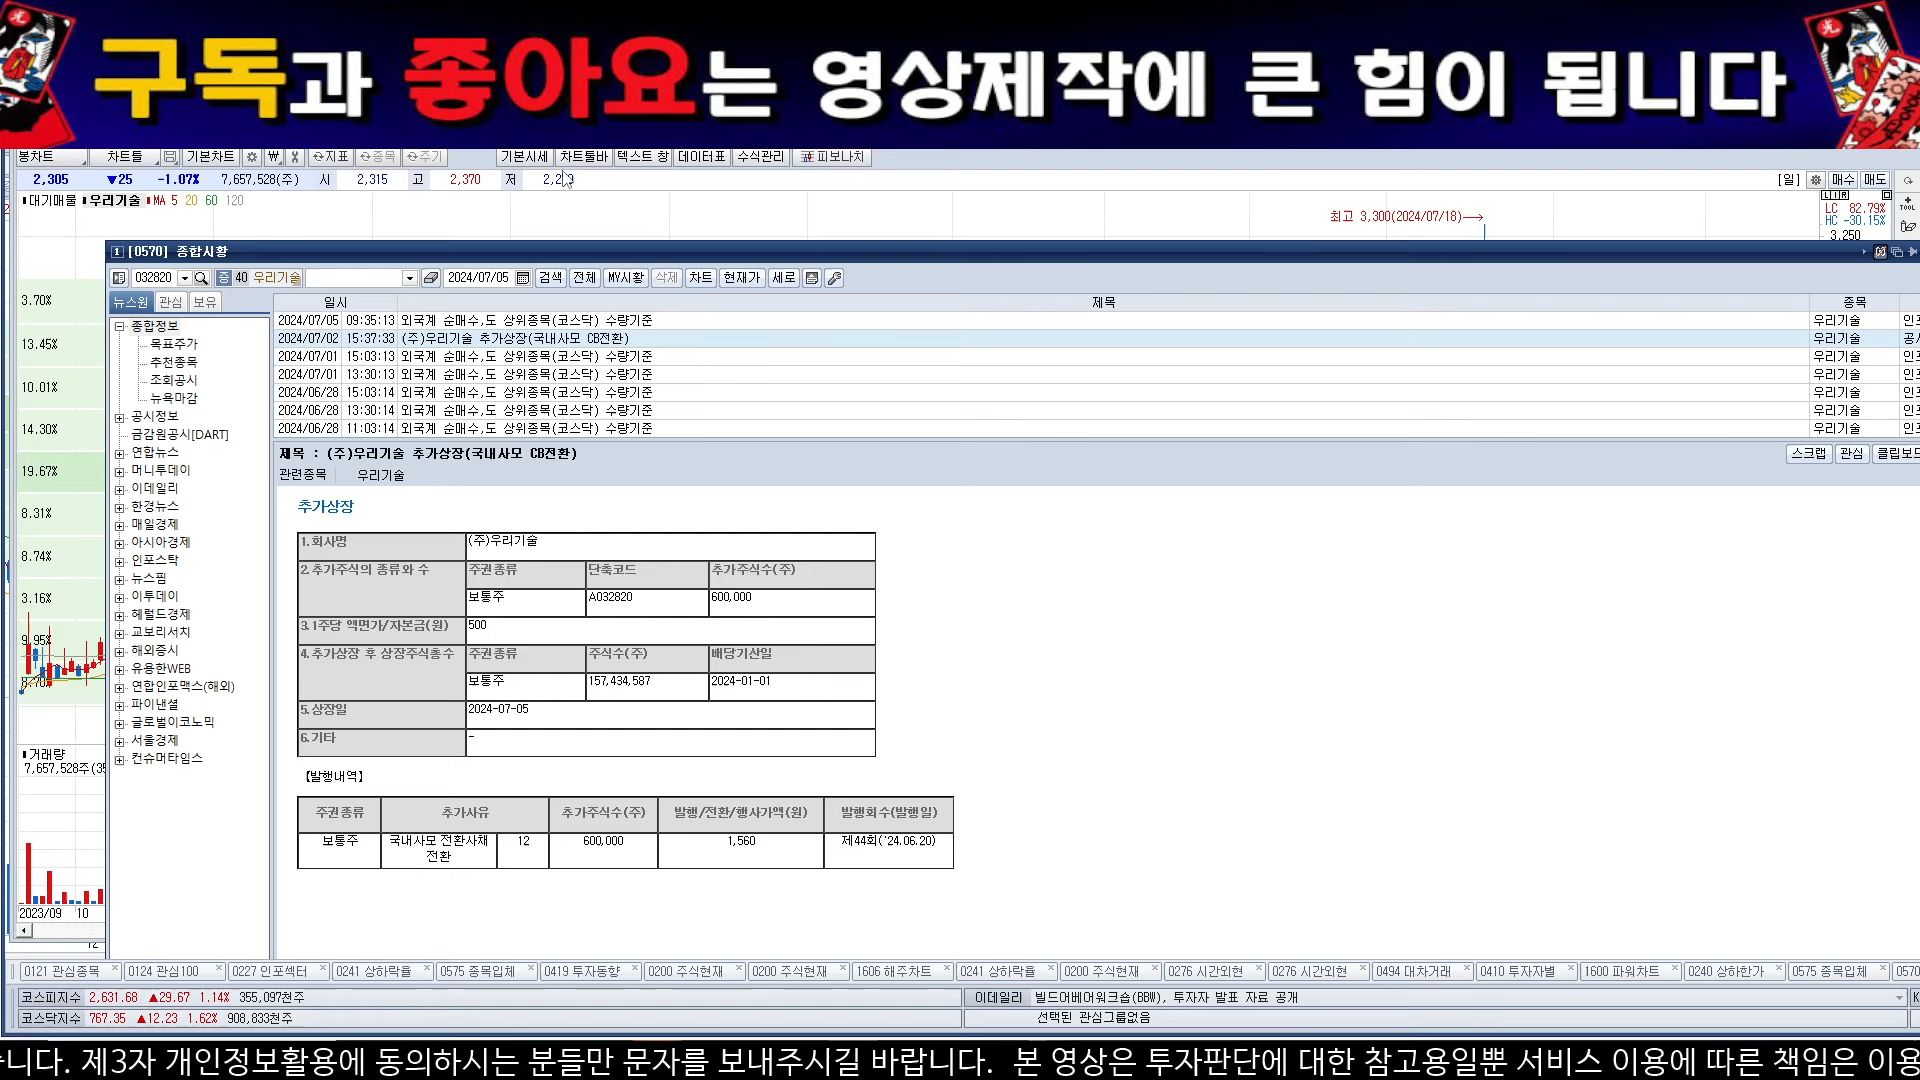 구독과 좋아요는 영상제작에 큰 힘이 됩니다
봉차트 차트틀 기본차트 지표 종목 주기 기본시세 차트툴바 텍스트 창 데이터표 수식관리 피보나치
2,305 ▼25 -1.07% 7,657,528(주) 시 2,315 고 2,370 저 [일] 매수 매도
대기매물 우리기술 MA 5 20 60 120
최고 3,300(2024/07/18)
LC 82.79%
HC -30.15%
3,250
TOOL
1 [0570] 종합시황
032820 증 40 우리기술 2024/07/05 검색 전체 MY시황 삭제 차트 현재가 세로
뉴스원 관심 보유
3.70%
13.45%
10.01%
14.30%
19.67%
8.31%
8.74%
3.16%
9.95%
거래량
2023/09 10
12
종합정보
목표주가
추천종목
조회공시
뉴욕마감
공시정보
금감원공시[DART]
연합뉴스
머니투데이
이데일리
한경뉴스
매일경제
아시아경제
인포스탁
뉴스핌
이투데이
헤럴드경제
교보리서치
해외증시
유용한WEB
연합인포맥스(해외)
파이낸셜
글로벌이코노믹
서울경제
컨슈머타임스
일시 제목 종목
2024/07/05 09:35:13 외국계 순매수,도 상위종목(코스닥) 수량기준 우리기술 인포
2024/07/02 15:37:33 (주)우리기술 추가상장(국내사모 CB전환) 우리기술 공시
2024/07/01 15:03:13 외국계 순매수,도 상위종목(코스닥) 수량기준 우리기술 인포
2024/07/01 13:30:13 외국계 순매수,도 상위종목(코스닥) 수량기준 우리기술 인포
2024/06/28 15:03:14 외국계 순매수,도 상위종목(코스닥) 수량기준 우리기술 인포
2024/06/28 13:30:14 외국계 순매수,도 상위종목(코스닥) 수량기준 우리기술 인포
2024/06/28 11:03:14 외국계 순매수,도 상위종목(코스닥) 수량기준 우리기술 인포
제목 : (주)우리기술 추가상장(국내사모 CB전환) 스크랩 관심 클립보드
관련종목 우리기술
추가상장
1.회사명 (주)우리기술
2.추가주식의 종류와 수 주권종류 단축코드 추가주식수(주)
보통주 A032820 600,000
3.1주당 액면가/자본금(원) 500
4.추가상장 후 상장주식총수 주권종류 주식수(주) 배당기산일
보통주 157,434,587 2024-01-01
5.상장일 2024-07-05
6.기타 -
【발행내역】
주권종류 추가사유 추가주식수(주) 발행/전환/행사가액(원) 발행회수(발행일)
보통주 국내사모 전환사채 전환 12 600,000 1,560 제44회('24.06.20)
0121 관심종목 0124 관심100 0227 인포섹터 0241 상하락율 0575 종목입체 0419 투자동향 0200 주식현재 0200 주식현재 1606 해주차트 0241 상하락율 0200 주식현재 0276 시간외현 0276 시간외현 0494 대차거래 0410 투자자별 1600 파워차트 0240 상하한가 0575 종목입체 0570
코스피지수 2,631.68 ▲29.67 1.14% 355,097천주 이데일리 빌드어베어워크숍(BBW), 투자자 발표 자료 공개
코스닥지수 767.35 ▲12.23 1.62% 908,833천주 선택된 관심그룹없음
니다. 제3자 개인정보활용에 동의하시는 분들만 문자를 보내주시길 바랍니다. 본 영상은 투자판단에 대한 참고용일뿐 서비스 이용에 따른 책임은 이용